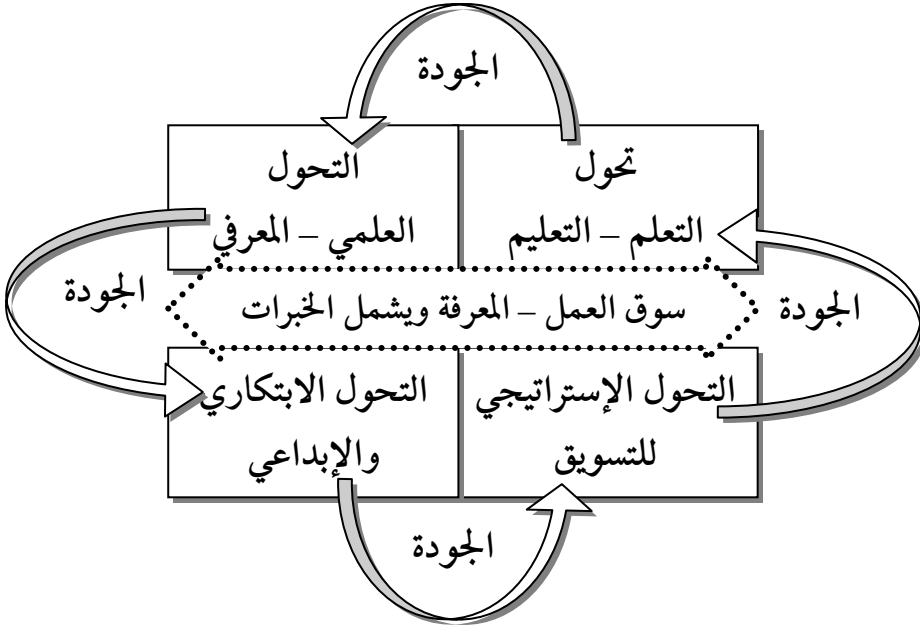 الجودة
تحول
التعلم – التعليم
التحول
العلمي – المعرفي
الجودة
سوق العمل – المعرفة ويشمل الخبرات
الجودة
التحول الإستراتيجي
للتسويق
التحول الابتكاري
والإبداعي
الجودة